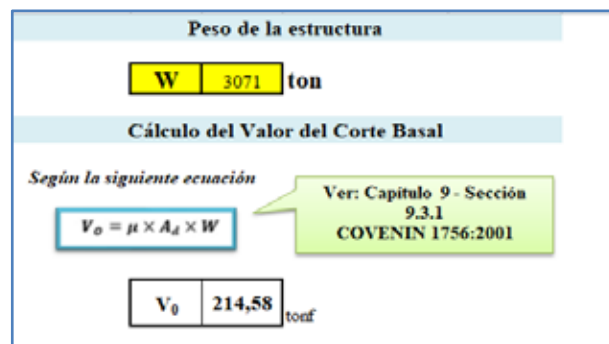 Peso de la estructura
W 3071 ton
Cálculo del Valor del Corte Basal
Según la siguiente ecuación
Ver: Capítulo 9 - Sección
9.3.1
COVENIN 1756:2001
V₀ = μ × A_d × W
V₀ 214,58 tonf